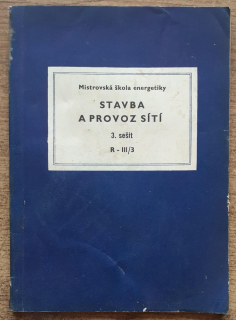 Mistrovská škola energetiky
STAVBA
A PROVOZ SÍTÍ
3. sešit
R - III/3